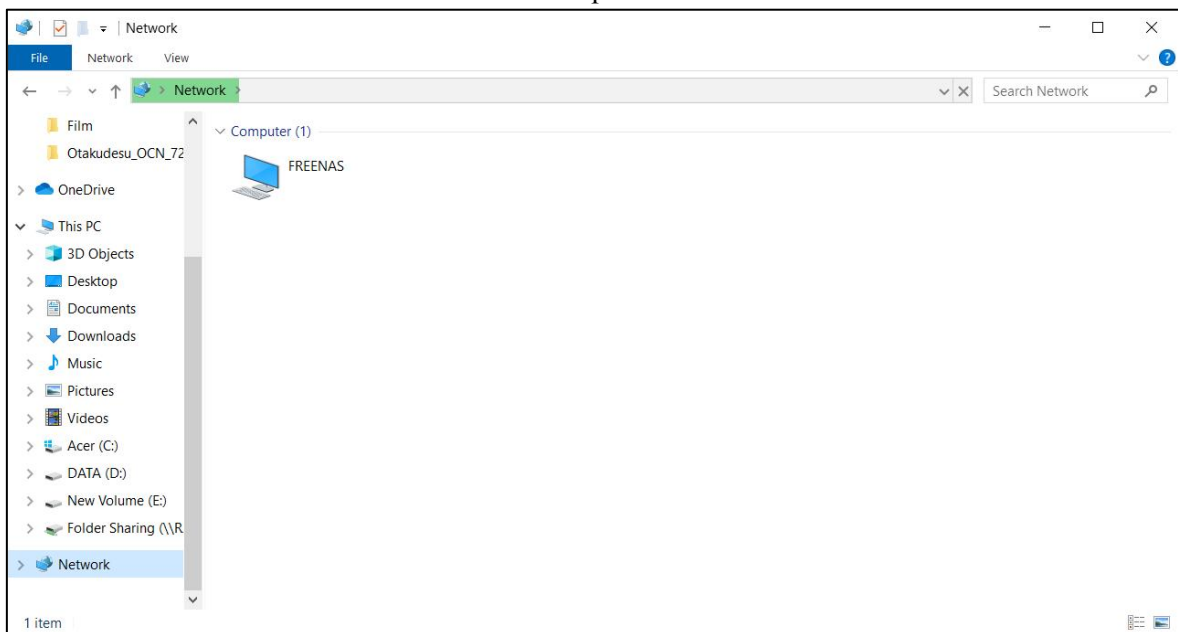 Network
File Network View
Network
Search Network
Film
Otakudesu_OCN_72
OneDrive
This PC
3D Objects
Desktop
Documents
Downloads
Music
Pictures
Videos
Acer (C:)
DATA (D:)
New Volume (E:)
Folder Sharing (\\R
Network
Computer (1)
FREENAS
1 item